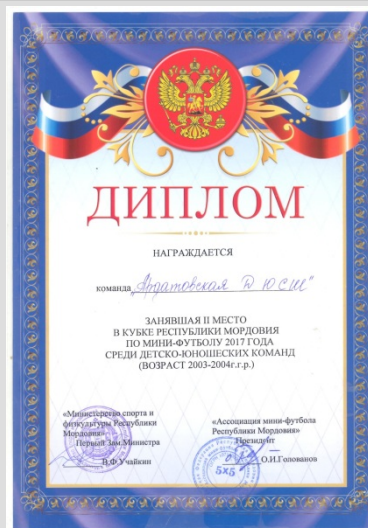 ДИПЛОМ
НАГРАЖДАЕТСЯ
команда „Ардатовская ДЮСШ"
ЗАНЯВШАЯ II МЕСТО
В КУБКЕ РЕСПУБЛИКИ МОРДОВИЯ
ПО МИНИ-ФУТБОЛУ 2017 ГОДА
СРЕДИ ДЕТСКО-ЮНОШЕСКИХ КОМАНД
(ВОЗРАСТ 2003-2004г.г.р.)
«Министерство спорта и
физкультуры Республики
Мордовия»
Первый Зам.Министра
В.Ф.Учайкин
«Ассоциация мини-футбола
Республики Мордовия»
Президент
О.И.Голованов
5х5